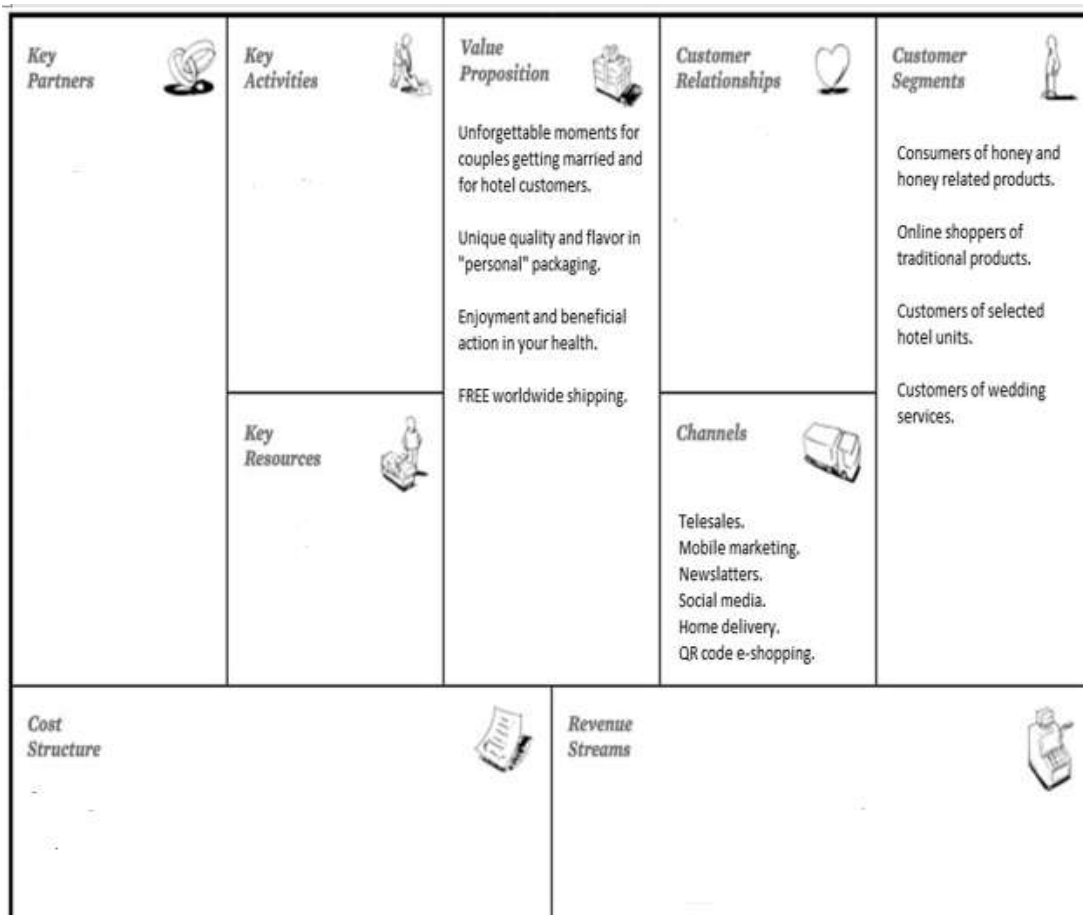 Key
Partners
Key
Activities
Value
Proposition
Unforgettable moments for
couples getting married and
for hotel customers.
Unique quality and flavor in
"personal" packaging.
Enjoyment and beneficial
action in your health.
FREE worldwide shipping.
Customer
Relationships
Customer
Segments
Consumers of honey and
honey related products.
Online shoppers of
traditional products.
Customers of selected
hotel units.
Customers of wedding
services.
Key
Resources
Channels
Telesales.
Mobile marketing.
Newslatters.
Social media.
Home delivery.
QR code e-shopping.
Cost
Structure
Revenue
Streams